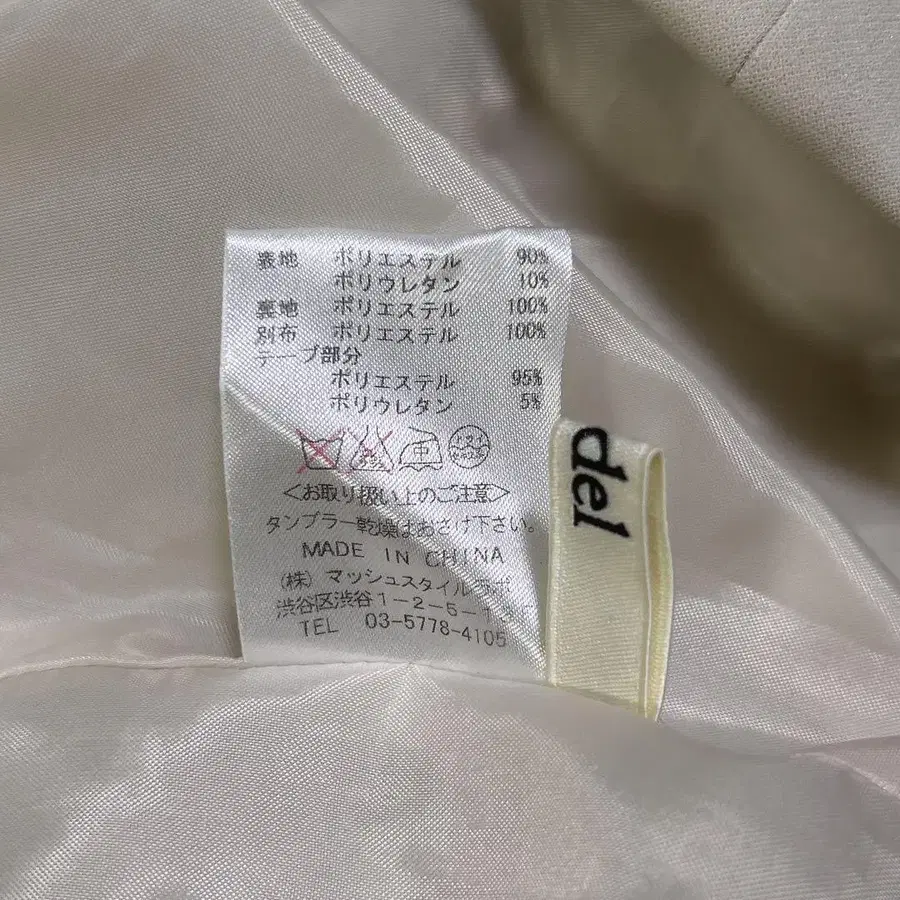 表地 ポリエステル 90%
ポリウレタン 10%
裏地 ポリエステル 100%
別布 ポリエステル 100%
テープ部分
ポリエステル 95%
ポリウレタン 5%
<お取り扱い上のご注意>
タンブラー乾燥はおさけ下さい。
MADE IN CHINA
(株) マッシュスタイルラボ
渋谷区渋谷1-2-5-
TEL 03-5778-4105
del